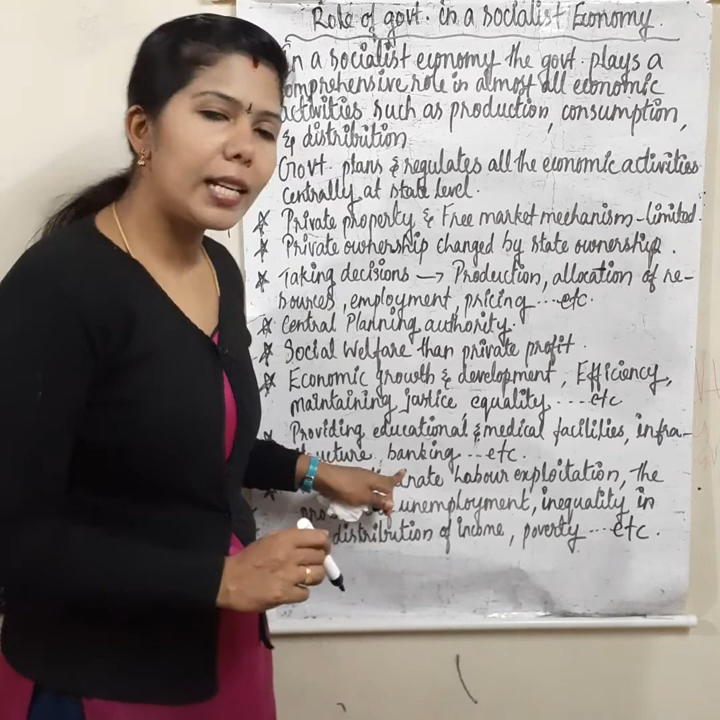 Role of govt. in a socialist Economy.
In a socialist economy the govt. plays a
comprehensive role in almost all economic
activities such as production, consumption,
& distribution
Govt. plans & regulates all the economic activities
centrally at state level.
* Private property & Free market mechanism - limited.
* Private ownership changed by state ownership.
* Taking decisions → Production, allocation of re-
sources, employment, pricing ....etc.
* Central Planning authority.
* Social welfare than private profit.
* Economic growth & development, Efficiency,
maintaining justice equality ....etc
* Providing educational & medical facilities, infra-
structure, banking ...etc.
labour exploitation, the
unemployment, inequality in
distribution of income, poverty ....etc.